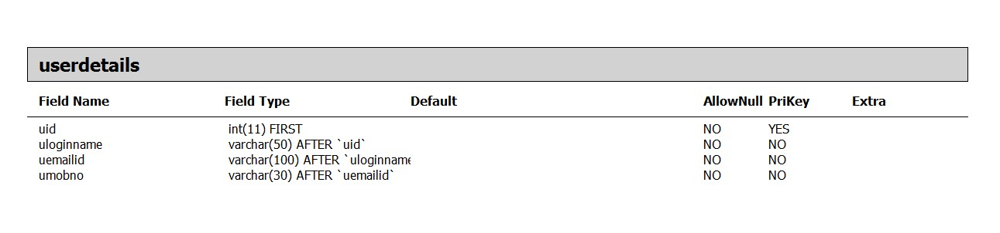 userdetails
Field Name Field Type Default AllowNull PriKey Extra
uid int(11) FIRST NO YES
uloginname varchar(50) AFTER `uid` NO NO
uemailid varchar(100) AFTER `uloginname NO NO
umobno varchar(30) AFTER `uemailid` NO NO